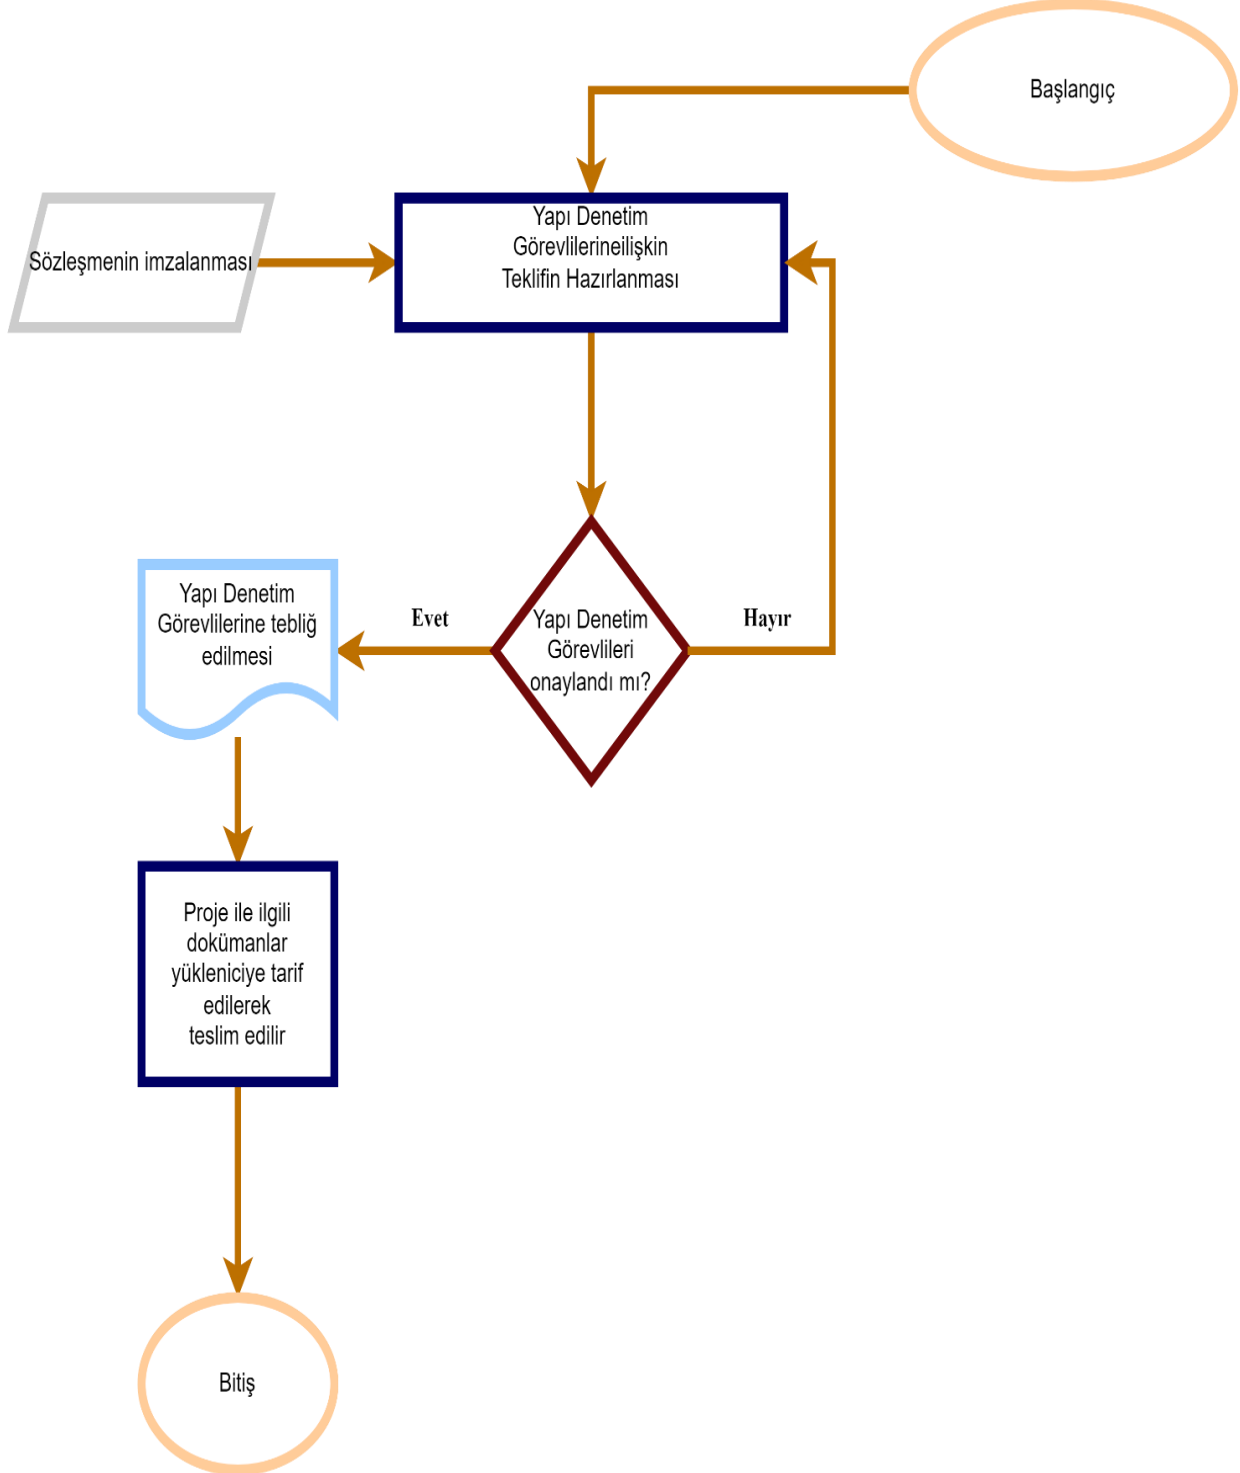 Başlangıç
Yapı Denetim
Görevlilerineilişkin
Teklifin Hazırlanması
Sözleşmenin imzalanması
Yapı Denetim
Görevlilerine tebliğ
edilmesi
Evet
Yapı Denetim
Görevlileri
onaylandı mı?
Hayır
Proje ile ilgili
dokümanlar
yükleniciye tarif
edilerek
teslim edilir
Bitiş